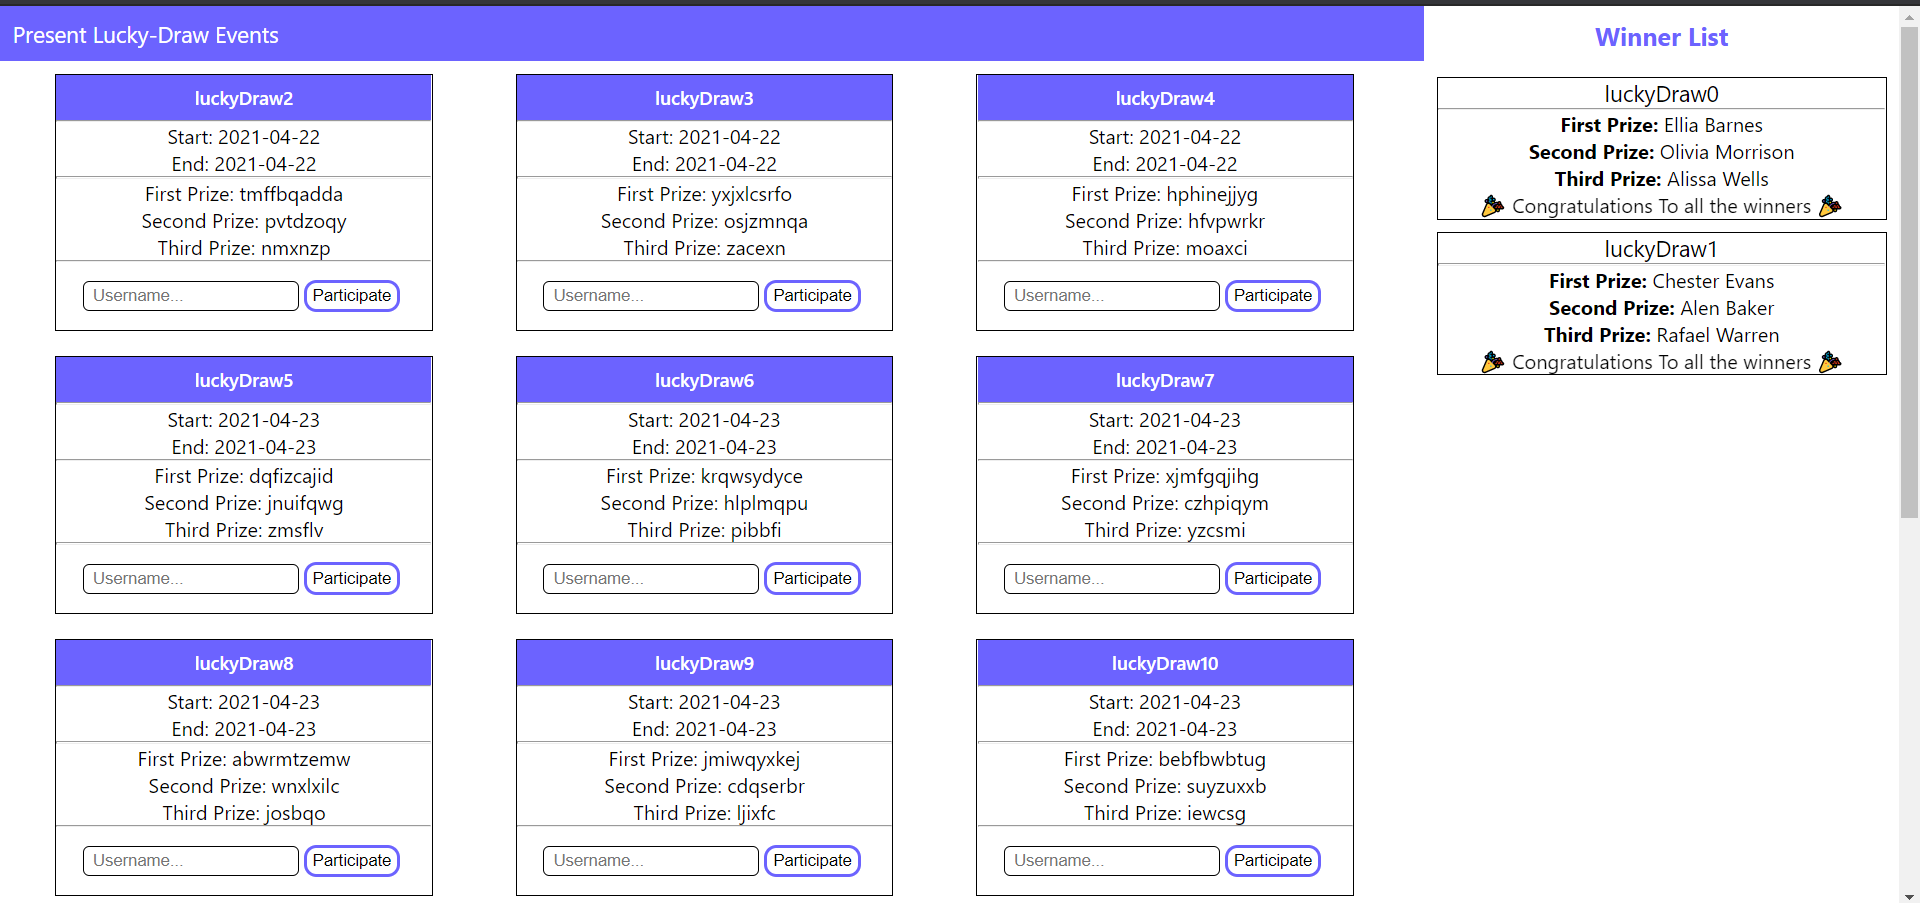 Present Lucky-Draw Events
luckyDraw2
Start: 2021-04-22
End: 2021-04-22
First Prize: tmffbqadda
Second Prize: pvtdzoqy
Third Prize: nmxnzp
Username...
Participate
luckyDraw3
Start: 2021-04-22
End: 2021-04-22
First Prize: yxjxlcsrfo
Second Prize: osjzmnqa
Third Prize: zacexn
Username...
Participate
luckyDraw4
Start: 2021-04-22
End: 2021-04-22
First Prize: hphinejjyg
Second Prize: hfvpwrkr
Third Prize: moaxci
Username...
Participate
luckyDraw5
Start: 2021-04-23
End: 2021-04-23
First Prize: dqfizcajid
Second Prize: jnuifqwg
Third Prize: zmsflv
Username...
Participate
luckyDraw6
Start: 2021-04-23
End: 2021-04-23
First Prize: krqwsydyce
Second Prize: hlplmqpu
Third Prize: pibbfi
Username...
Participate
luckyDraw7
Start: 2021-04-23
End: 2021-04-23
First Prize: xjmfgqjihg
Second Prize: czhpiqym
Third Prize: yzcsmi
Username...
Participate
luckyDraw8
Start: 2021-04-23
End: 2021-04-23
First Prize: abwrmtzemw
Second Prize: wnxlxilc
Third Prize: josbqo
Username...
Participate
luckyDraw9
Start: 2021-04-23
End: 2021-04-23
First Prize: jmiwqyxkej
Second Prize: cdqserbr
Third Prize: ljixfc
Username...
Participate
luckyDraw10
Start: 2021-04-23
End: 2021-04-23
First Prize: bebfbwbtug
Second Prize: suyzuxxb
Third Prize: iewcsg
Username...
Participate
Winner List
luckyDraw0
First Prize: Ellia Barnes
Second Prize: Olivia Morrison
Third Prize: Alissa Wells
🎉 Congratulations To all the winners 🎉
luckyDraw1
First Prize: Chester Evans
Second Prize: Alen Baker
Third Prize: Rafael Warren
🎉 Congratulations To all the winners 🎉